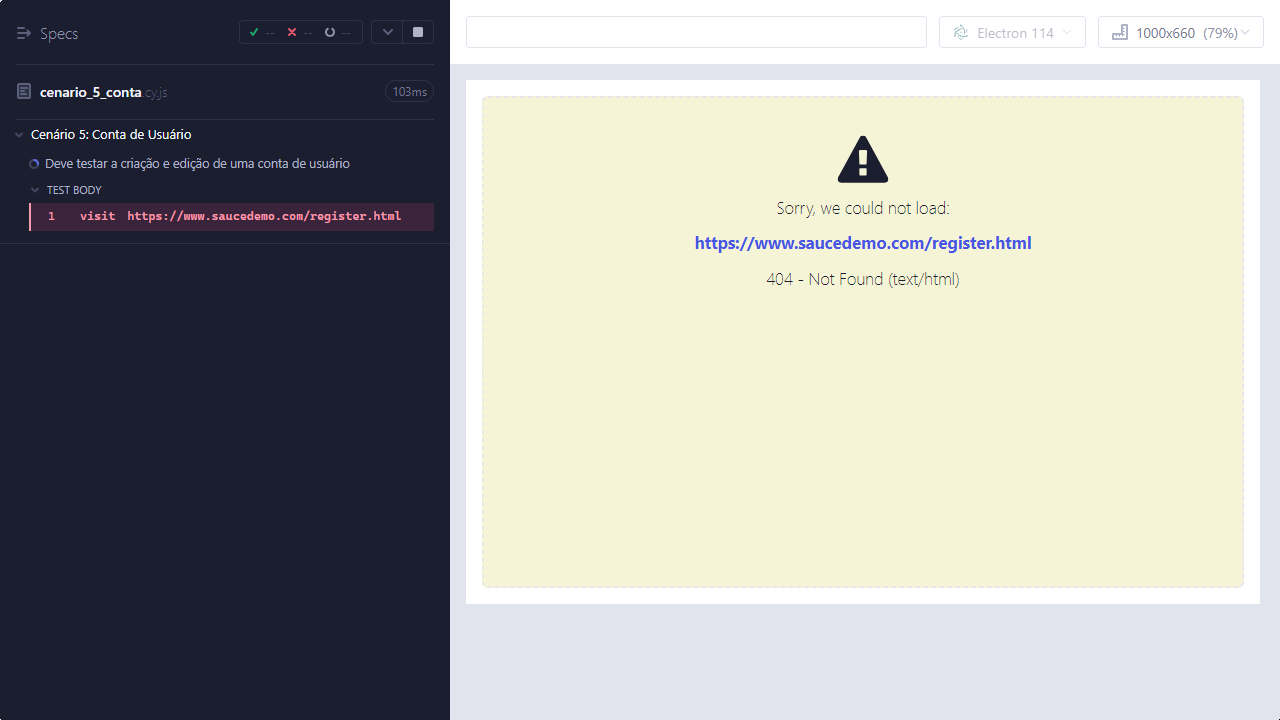 Specs
--
--
--
Electron 114
1000x660 (79%)
cenario_5_conta.cy.js
103ms
Cenário 5: Conta de Usuário
Deve testar a criação e edição de uma conta de usuário
TEST BODY
1 visit https://www.saucedemo.com/register.html
Sorry, we could not load:
https://www.saucedemo.com/register.html
404 - Not Found (text/html)